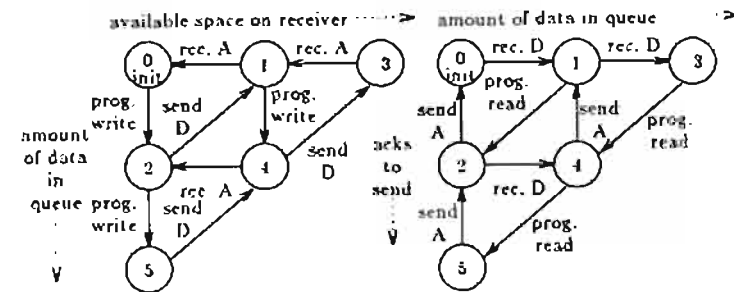 available space on receiver
amount of data in queue
0
init
rec. A
1
rec. A
3
prog.
write
send
D
prog.
write
amount
of data
in
queue
2
4
send
D
rec A
prog.
write
send
D
5
0
init
rec. D
1
rec. D
3
prog.
read
send
A
send
A
prog.
read
acks
to
send
2
4
rec. D
send
A
prog.
read
5